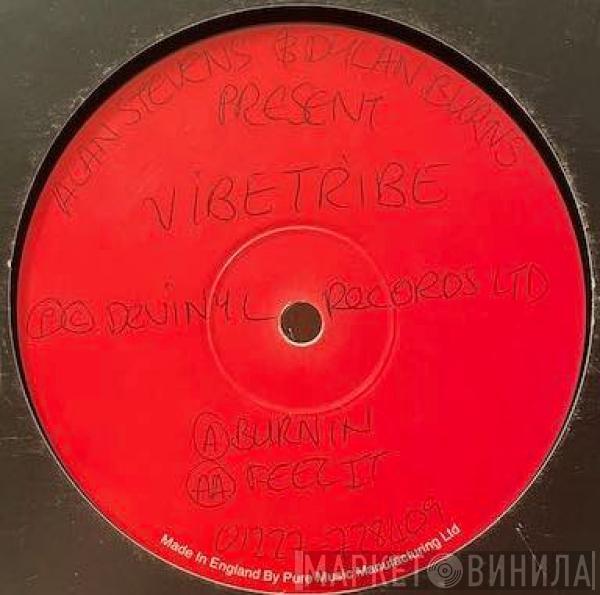 ALAN STEVENS & DYLAN BURNS
PRESENT
VIBETRIBE
Ⓟ Ⓒ DEVINYL RECORDS LTD
Ⓐ BURNIN
ⒶA FEEL IT
Made In England By Pure Music Manufacturing Ltd
МАРКЕТ ВИНИЛА